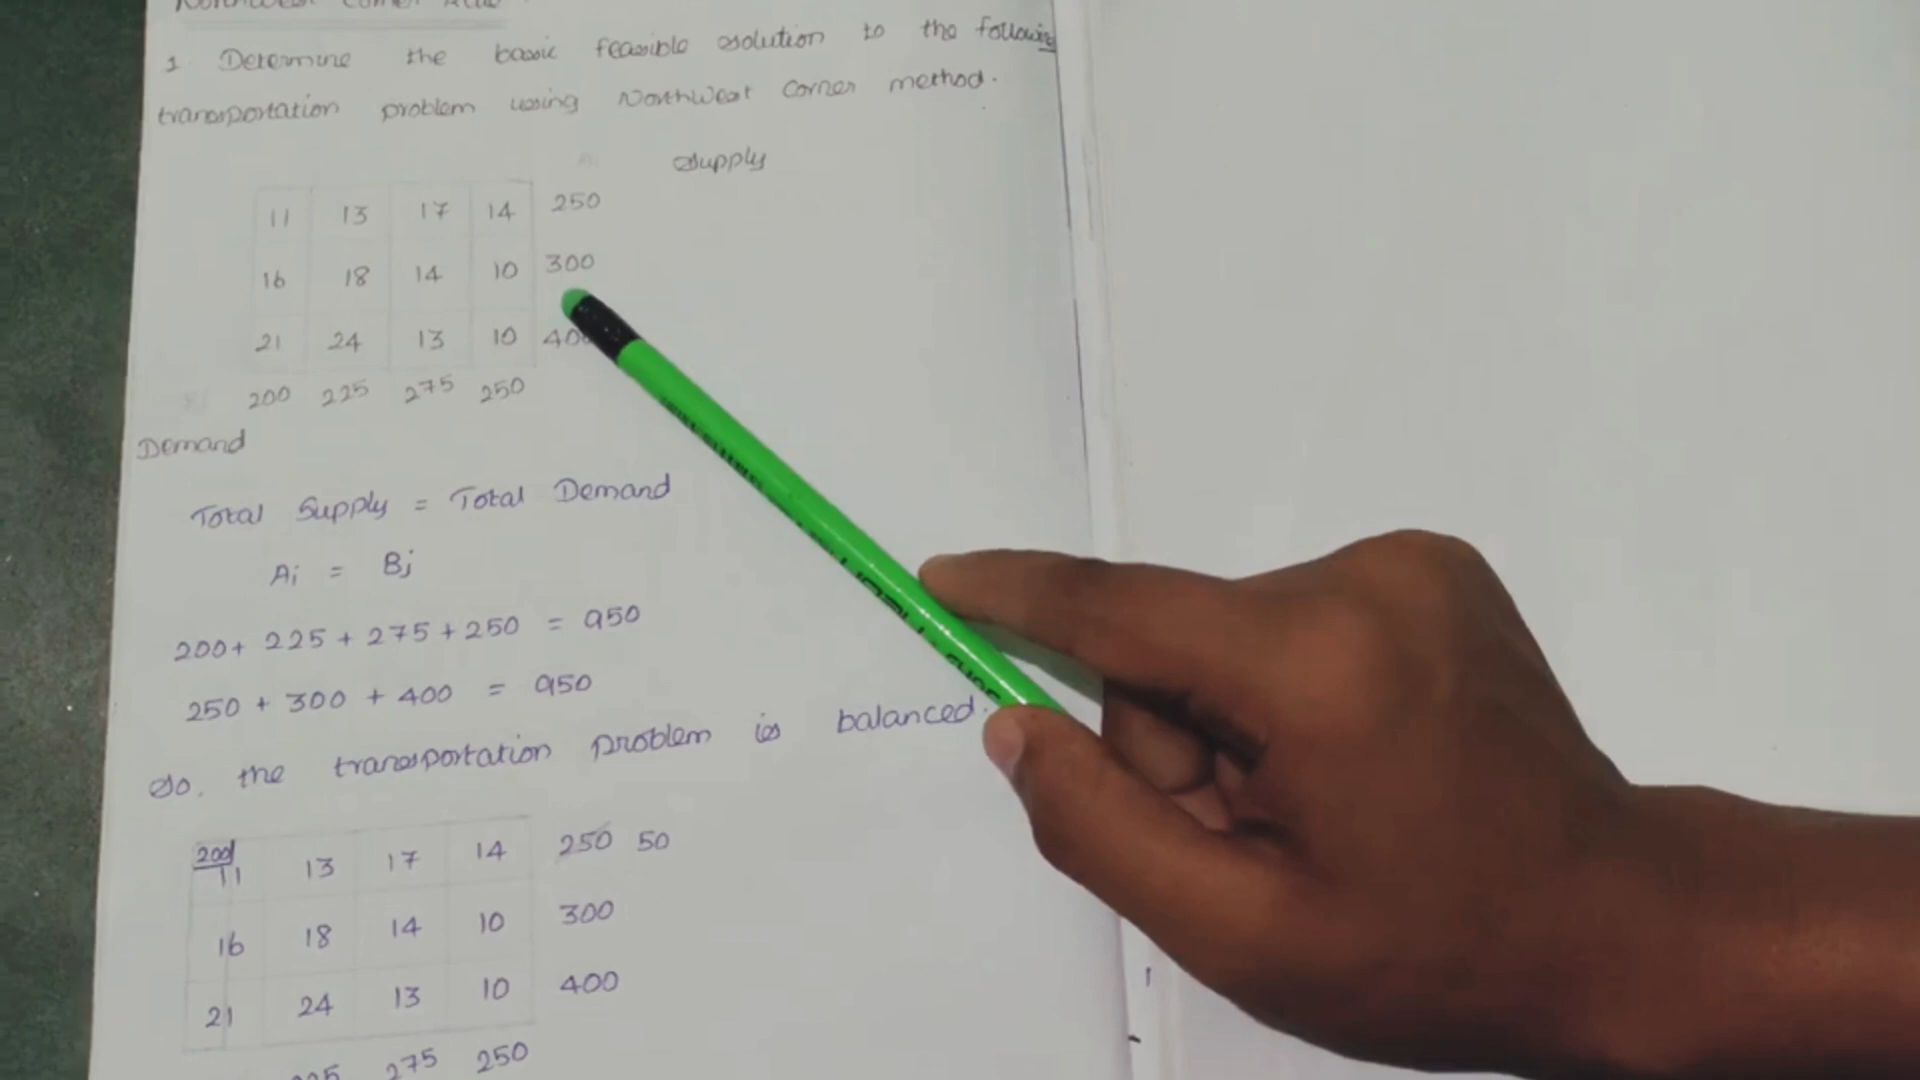 1 Determine the basic feasible solution to the following
transportation problem using NorthWest Corner method.
Supply
11 13 17 14 250
16 18 14 10 300
21 24 13 10 400
200 225 275 250
Demand
Total Supply = Total Demand
Ai = Bj
200+ 225 + 275 + 250 = 950
250 + 300 + 400 = 950
So, the transportation problem is balanced.
200
11 13 17 14 250 50
16 18 14 10 300
21 24 13 10 400
275 250